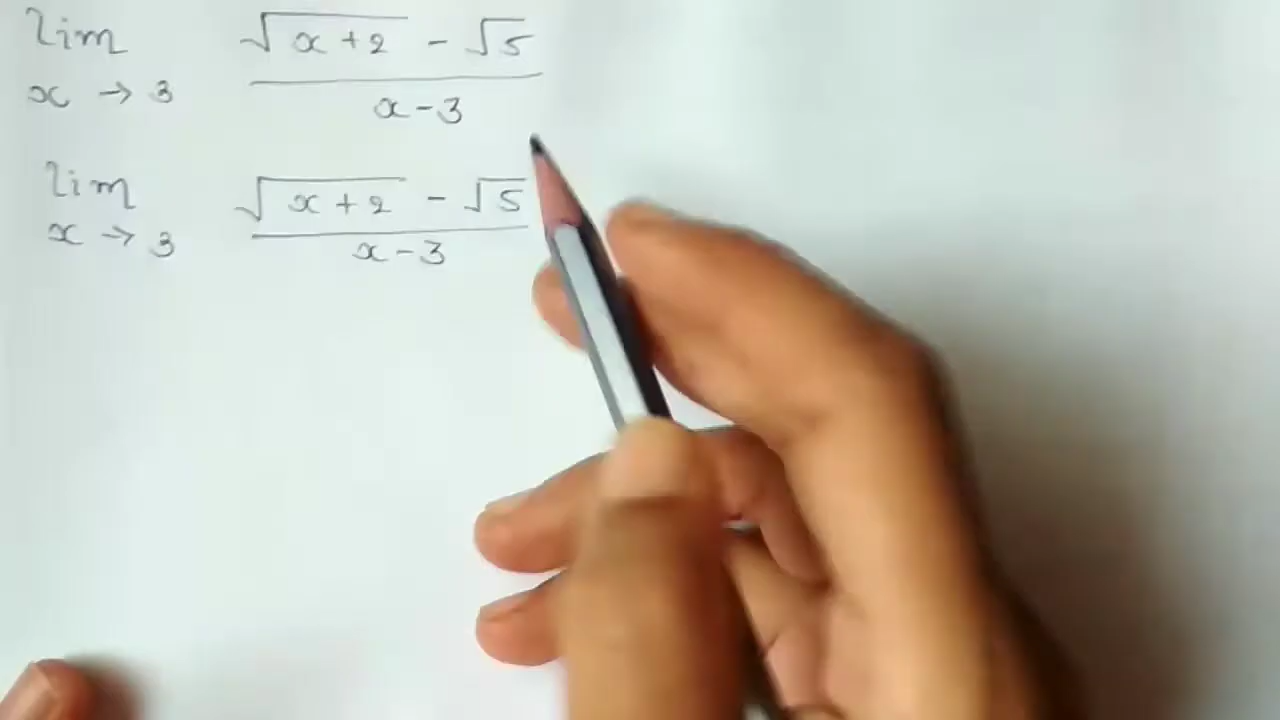 lim √x+2 - √5
x → 3 x-3
lim √x+2 - √5
x → 3 x-3